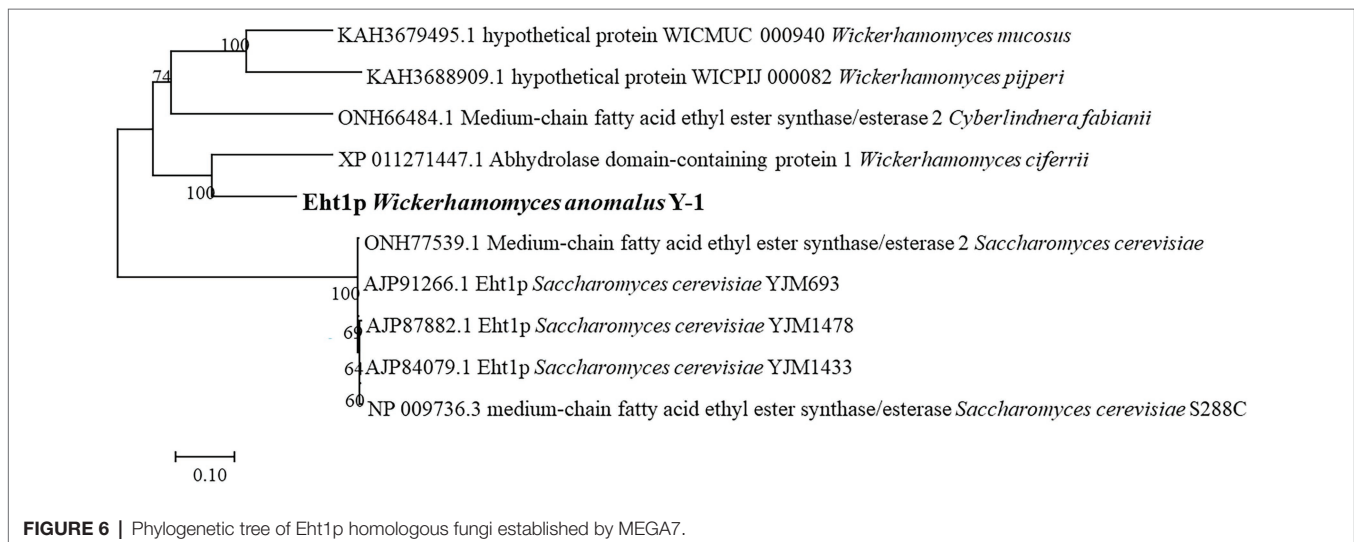 100
KAH3679495.1 hypothetical protein WICMUC 000940 Wickerhamomyces mucosus
74
KAH3688909.1 hypothetical protein WICPIJ 000082 Wickerhamomyces pijperi
ONH66484.1 Medium-chain fatty acid ethyl ester synthase/esterase 2 Cyberlindnera fabianii
XP 011271447.1 Abhydrolase domain-containing protein 1 Wickerhamomyces ciferrii
100
Eht1p Wickerhamomyces anomalus Y-1
ONH77539.1 Medium-chain fatty acid ethyl ester synthase/esterase 2 Saccharomyces cerevisiae
AJP91266.1 Eht1p Saccharomyces cerevisiae YJM693
100
69
AJP87882.1 Eht1p Saccharomyces cerevisiae YJM1478
64
AJP84079.1 Eht1p Saccharomyces cerevisiae YJM1433
60
NP 009736.3 medium-chain fatty acid ethyl ester synthase/esterase Saccharomyces cerevisiae S288C
0.10
FIGURE 6 | Phylogenetic tree of Eht1p homologous fungi established by MEGA7.